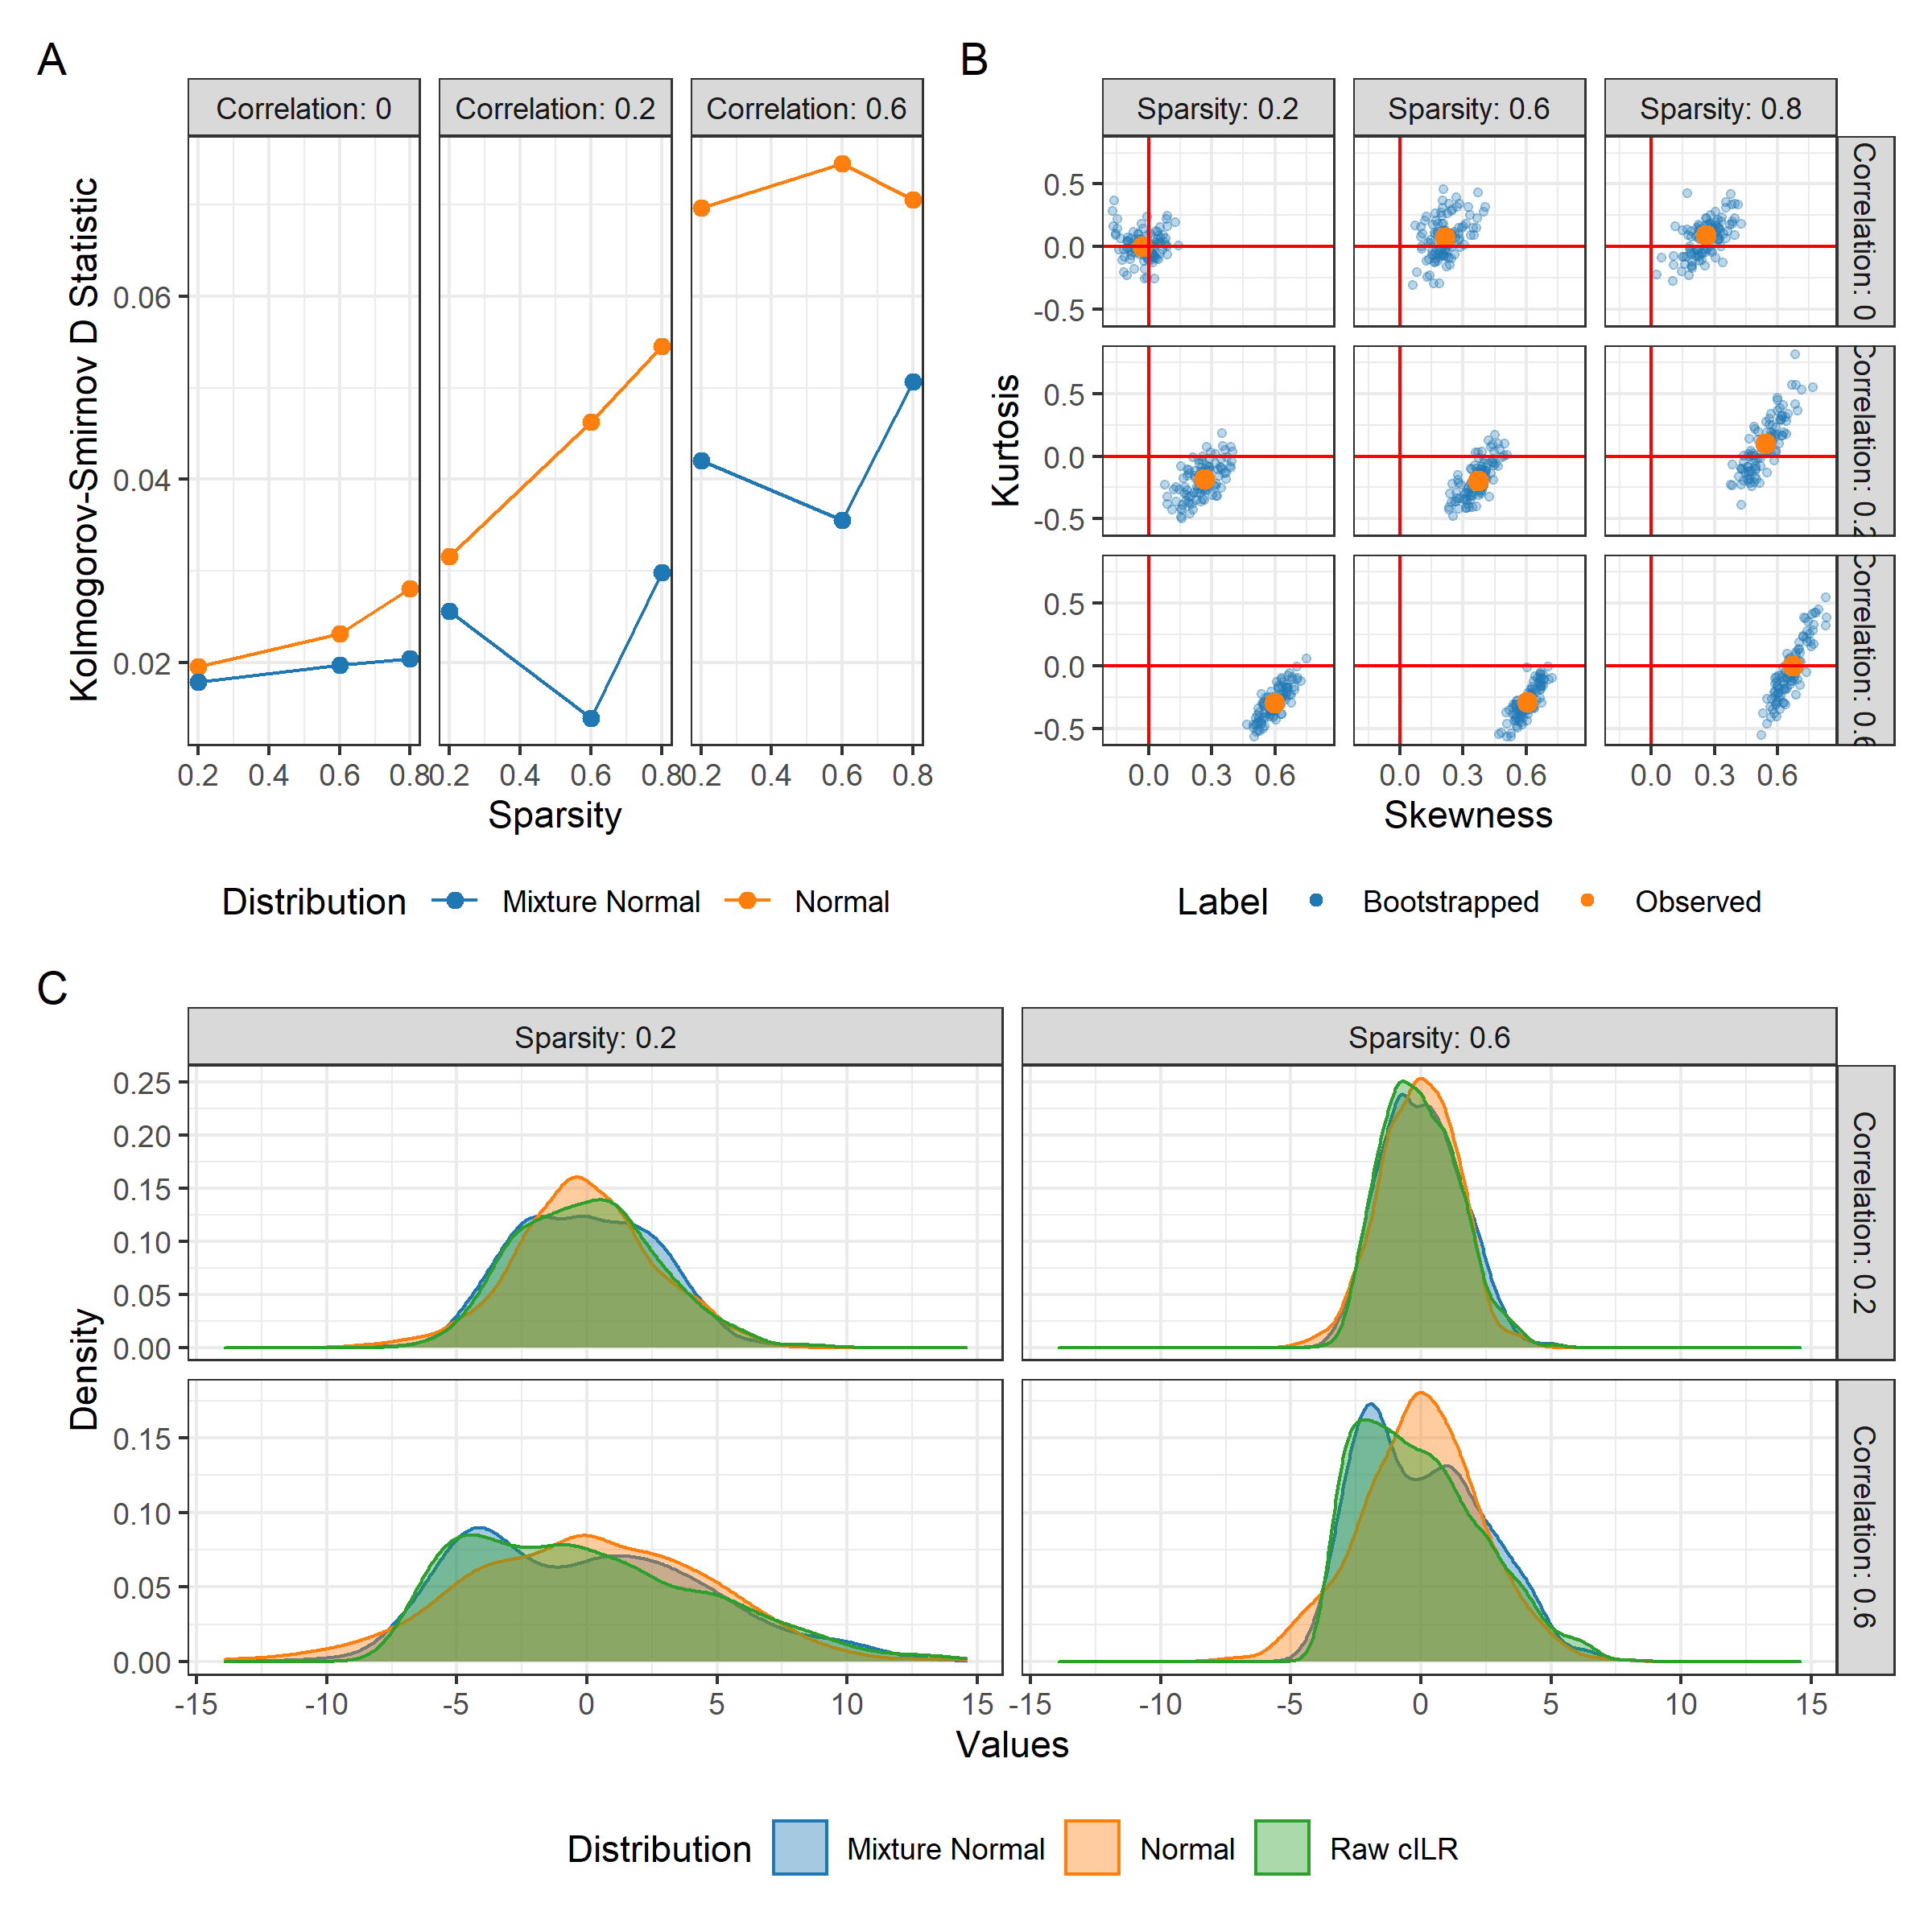 A
Correlation: 0
Correlation: 0.2
Correlation: 0.6
Kolmogorov-Smirnov D Statistic
0.06
0.04
0.02
0.2 0.4 0.6 0.8
0.2 0.4 0.6 0.8
0.2 0.4 0.6 0.8
Sparsity
Distribution Mixture Normal Normal
B
Sparsity: 0.2
Sparsity: 0.6
Sparsity: 0.8
Kurtosis
0.5
0.0
-0.5
Correlation: 0
0.5
0.0
-0.5
Correlation: 0.2
0.5
0.0
-0.5
Correlation: 0.6
0.0 0.3 0.6
0.0 0.3 0.6
0.0 0.3 0.6
Skewness
Label Bootstrapped Observed
C
Sparsity: 0.2
Sparsity: 0.6
Density
0.25
0.20
0.15
0.10
0.05
0.00
Correlation: 0.2
0.15
0.10
0.05
0.00
Correlation: 0.6
-15 -10 -5 0 5 10 15
-15 -10 -5 0 5 10 15
Values
Distribution Mixture Normal Normal Raw cILR